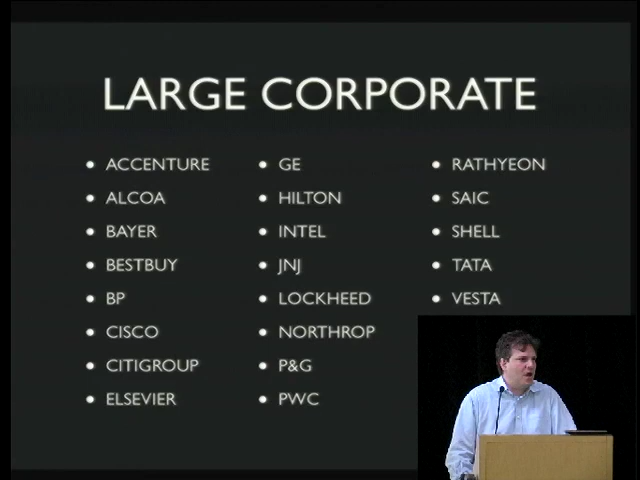 LARGE CORPORATE
• ACCENTURE
• ALCOA
• BAYER
• BESTBUY
• BP
• CISCO
• CITIGROUP
• ELSEVIER
• GE
• HILTON
• INTEL
• JNJ
• LOCKHEED
• NORTHROP
• P&G
• PWC
• RATHYEON
• SAIC
• SHELL
• TATA
• VESTA